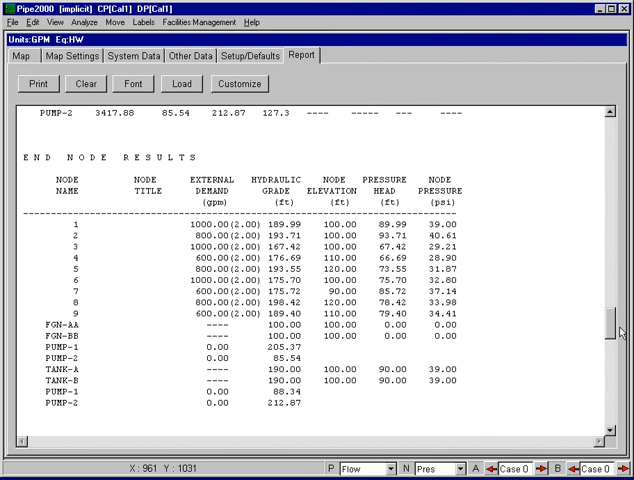 Pipe2000 [implicit] CP[Cal1] DP[Cal1]
File Edit View Analyze Move Labels Facilities Management Help
Units:GPM Eq:HW
Map Map Settings System Data Other Data Setup/Defaults Report
Print Clear Font Load Customize
PUMP-2 3417.88 85.54 212.87 127.3 ---- ----- --- ----
E N D   N O D E   R E S U L T S
NODE NODE EXTERNAL HYDRAULIC NODE PRESSURE NODE
NAME TITLE DEMAND GRADE ELEVATION HEAD PRESSURE
(gpm) (ft) (ft) (ft) (psi)
1 1000.00(2.00) 189.99 100.00 89.99 39.00
2 800.00(2.00) 193.71 100.00 93.71 40.61
3 1000.00(2.00) 167.42 100.00 67.42 29.21
4 600.00(2.00) 176.69 110.00 66.69 28.90
5 800.00(2.00) 193.55 120.00 73.55 31.87
6 1000.00(2.00) 175.70 100.00 75.70 32.80
7 600.00(2.00) 175.72 90.00 85.72 37.14
8 800.00(2.00) 198.42 120.00 78.42 33.98
9 600.00(2.00) 189.40 110.00 79.40 34.41
FGN-AA ---- 100.00 100.00 0.00 0.00
FGN-BB ---- 100.00 100.00 0.00 0.00
PUMP-1 0.00 205.37
PUMP-2 0.00 85.54
TANK-A ---- 190.00 100.00 90.00 39.00
TANK-B ---- 190.00 100.00 90.00 39.00
PUMP-1 0.00 88.34
PUMP-2 0.00 212.87
X : 961 Y : 1031 P Flow N Pres A Case 0 B Case 0